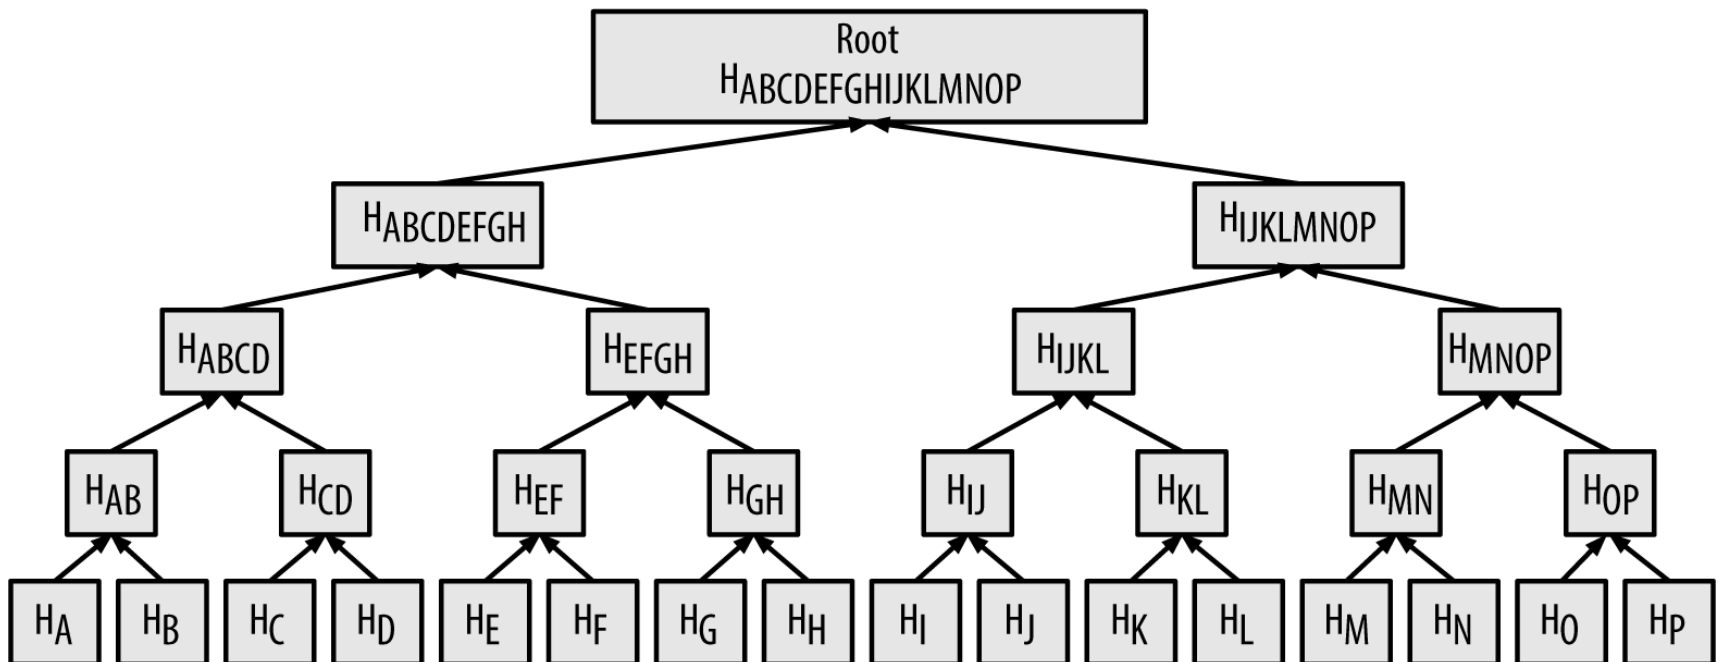 Root
HABCDEFGHIJKLMNOP
HABCDEFGH HIJKLMNOP
HABCD HEFGH HIJKL HMNOP
HAB HCD HEF HGH HIJ HKL HMN HOP
HA HB HC HD HE HF HG HH HI HJ HK HL HM HN HO HP